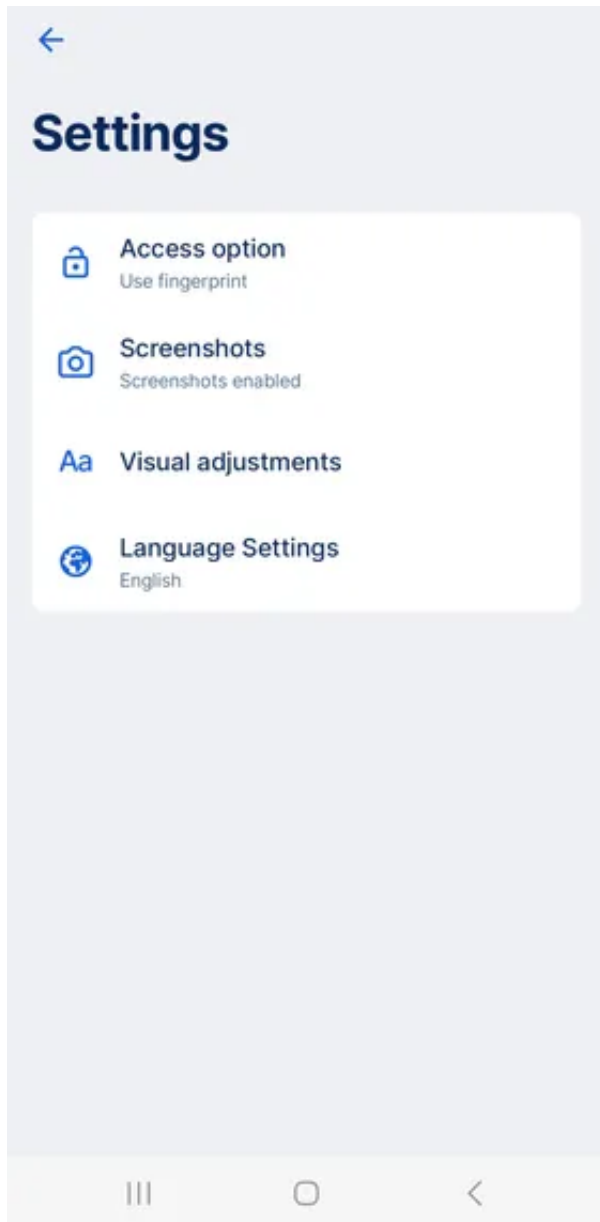 Settings
Access option
Use fingerprint
Screenshots
Screenshots enabled
Aa Visual adjustments
Language Settings
English